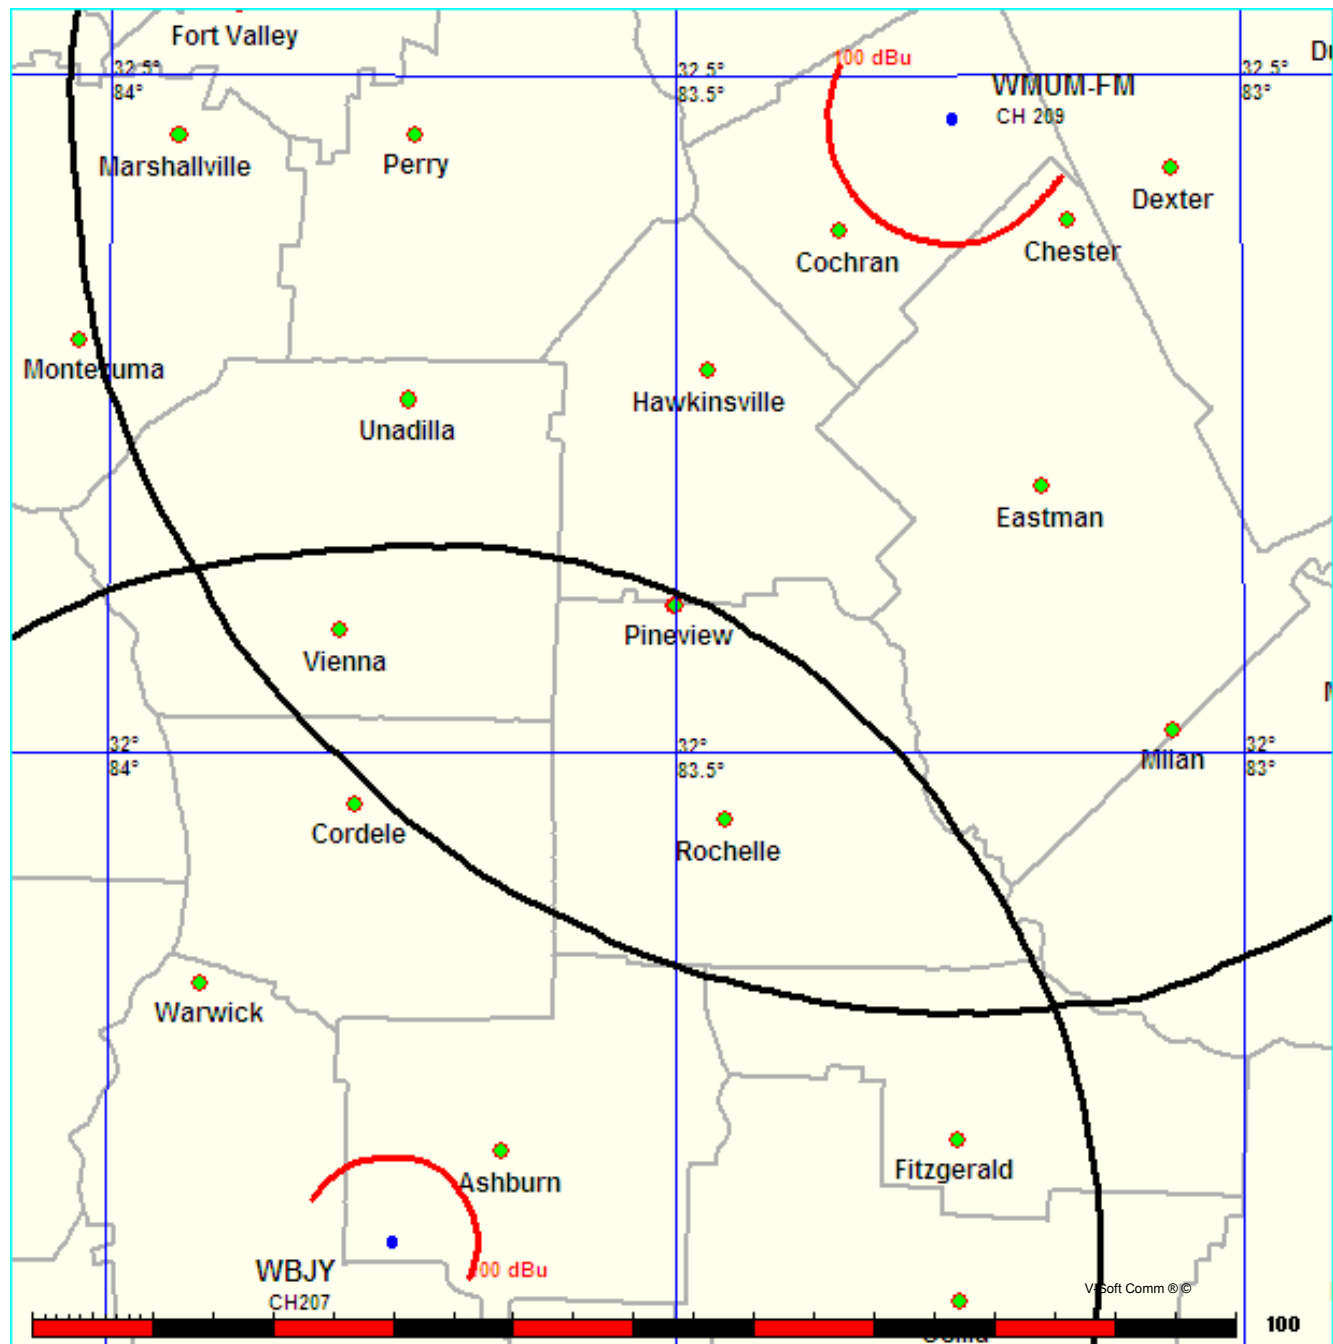 Fort Valley
100 dBu
32.5°
84°
32.5°
83.5°
32.5°
83°
WMUM-FM
CH 209
Marshallville
Perry
Dexter
Cochran
Chester
Montezuma
Unadilla
Hawkinsville
Eastman
Vienna
Pineview
32°
84°
32°
83.5°
32°
83°
Milan
Cordele
Rochelle
Warwick
Fitzgerald
Ashburn
WBJY
CH207
100 dBu
V-Soft Comm ® ©
100